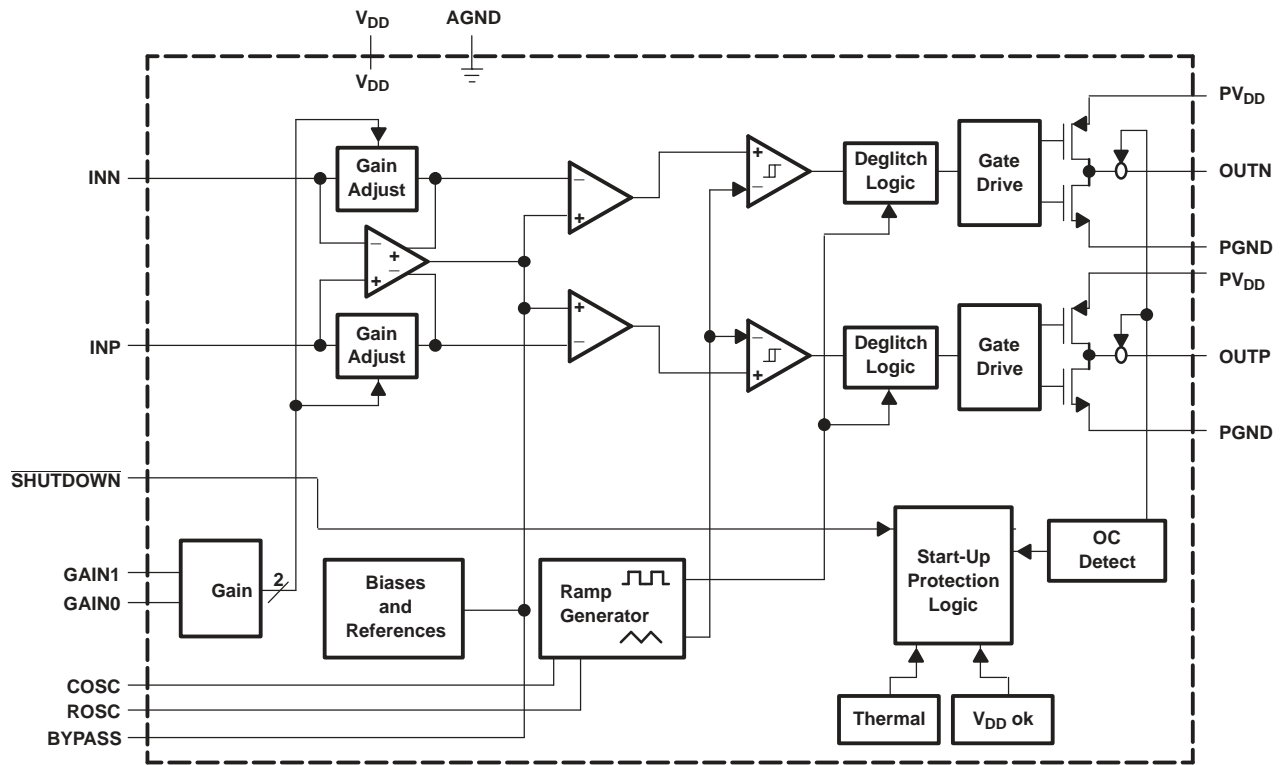 VDD
AGND
VDD
PVDD
INN
Gain
Adjust
−
+
+
−
Deglitch
Logic
Gate
Drive
OUTN
−
+
+
−
PGND
PVDD
INP
Gain
Adjust
+
−
−
+
Deglitch
Logic
Gate
Drive
OUTP
PGND
SHUTDOWN
GAIN1
GAIN0
Gain
2
Biases
and
References
Ramp
Generator
Start-Up
Protection
Logic
OC
Detect
COSC
ROSC
BYPASS
Thermal
VDD ok